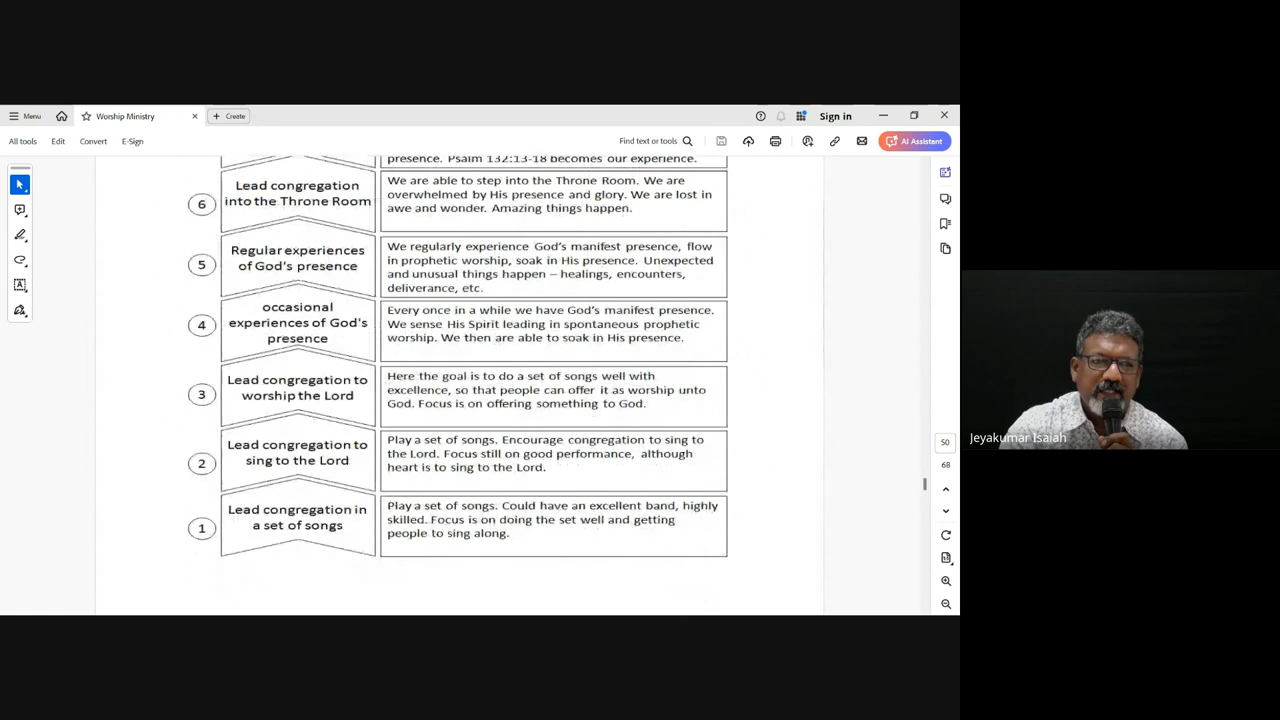 Menu
Worship Ministry
Create
Sign in
All tools
Edit
Convert
E-Sign
Find text or tools
AI Assistant
presence. Psalm 132:13-18 becomes our experience.
6
Lead congregation
into the Throne Room
We are able to step into the Throne Room. We are
overwhelmed by His presence and glory. We are lost in
awe and wonder. Amazing things happen.
5
Regular experiences
of God's presence
We regularly experience God's manifest presence, flow
in prophetic worship, soak in His presence. Unexpected
and unusual things happen – healings, encounters,
deliverance, etc.
4
occasional
experiences of God's
presence
Every once in a while we have God's manifest presence.
We sense His Spirit leading in spontaneous prophetic
worship. We then are able to soak in His presence.
3
Lead congregation to
worship the Lord
Here the goal is to do a set of songs well with
excellence, so that people can offer it as worship unto
God. Focus is on offering something to God.
2
Lead congregation to
sing to the Lord
Play a set of songs. Encourage congregation to sing to
the Lord. Focus still on good performance, although
heart is to sing to the Lord.
1
Lead congregation in
a set of songs
Play a set of songs. Could have an excellent band, highly
skilled. Focus is on doing the set well and getting
people to sing along.
50
68
Jeyakumar Isaiah